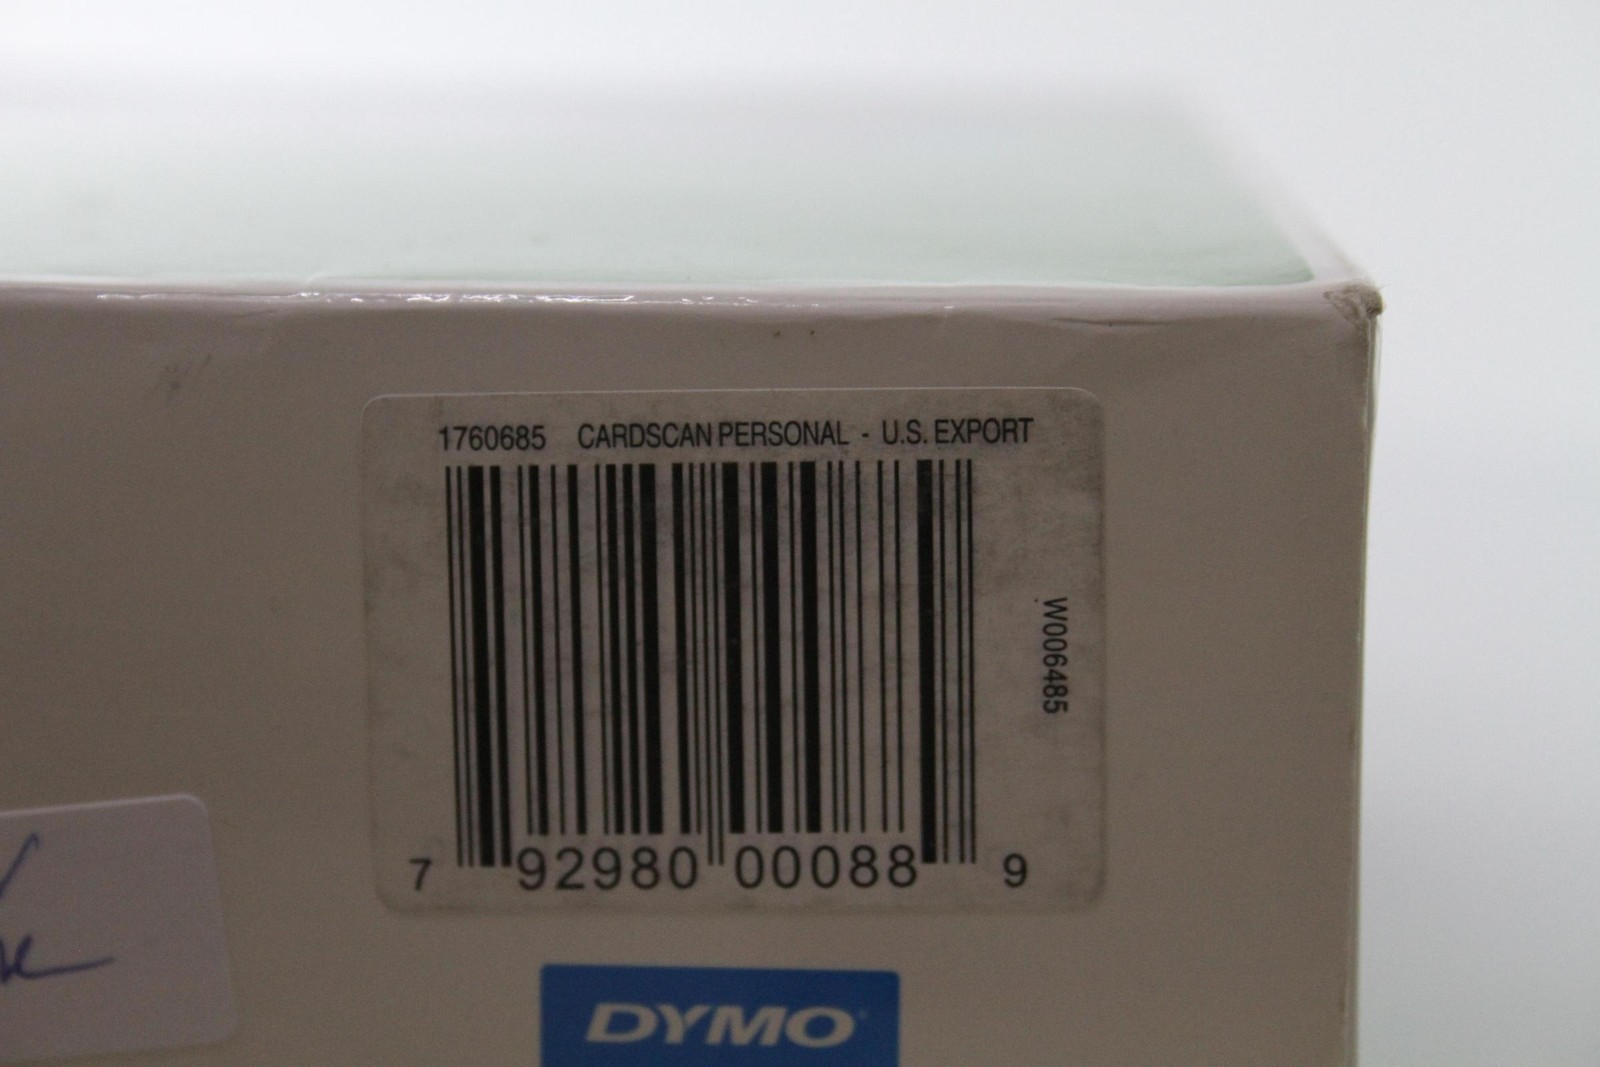 1760685 CARDSCAN PERSONAL - U.S. EXPORT
W006485
7 92980 00088 9
DYMO